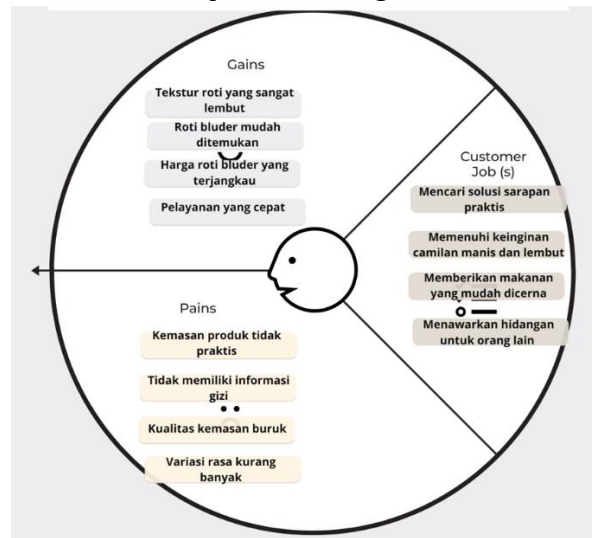 Gains
Tekstur roti yang sangat
lembut
Roti bluder mudah
ditemukan
Harga roti bluder yang
terjangkau
Pelayanan yang cepat
Customer
Job (s)
Mencari solusi sarapan
praktis
Memenuhi keinginan
camilan manis dan lembut
Memberikan makanan
yang mudah dicerna
Menawarkan hidangan
untuk orang lain
Pains
Kemasan produk tidak
praktis
Tidak memiliki informasi
gizi
Kualitas kemasan buruk
Variasi rasa kurang
banyak